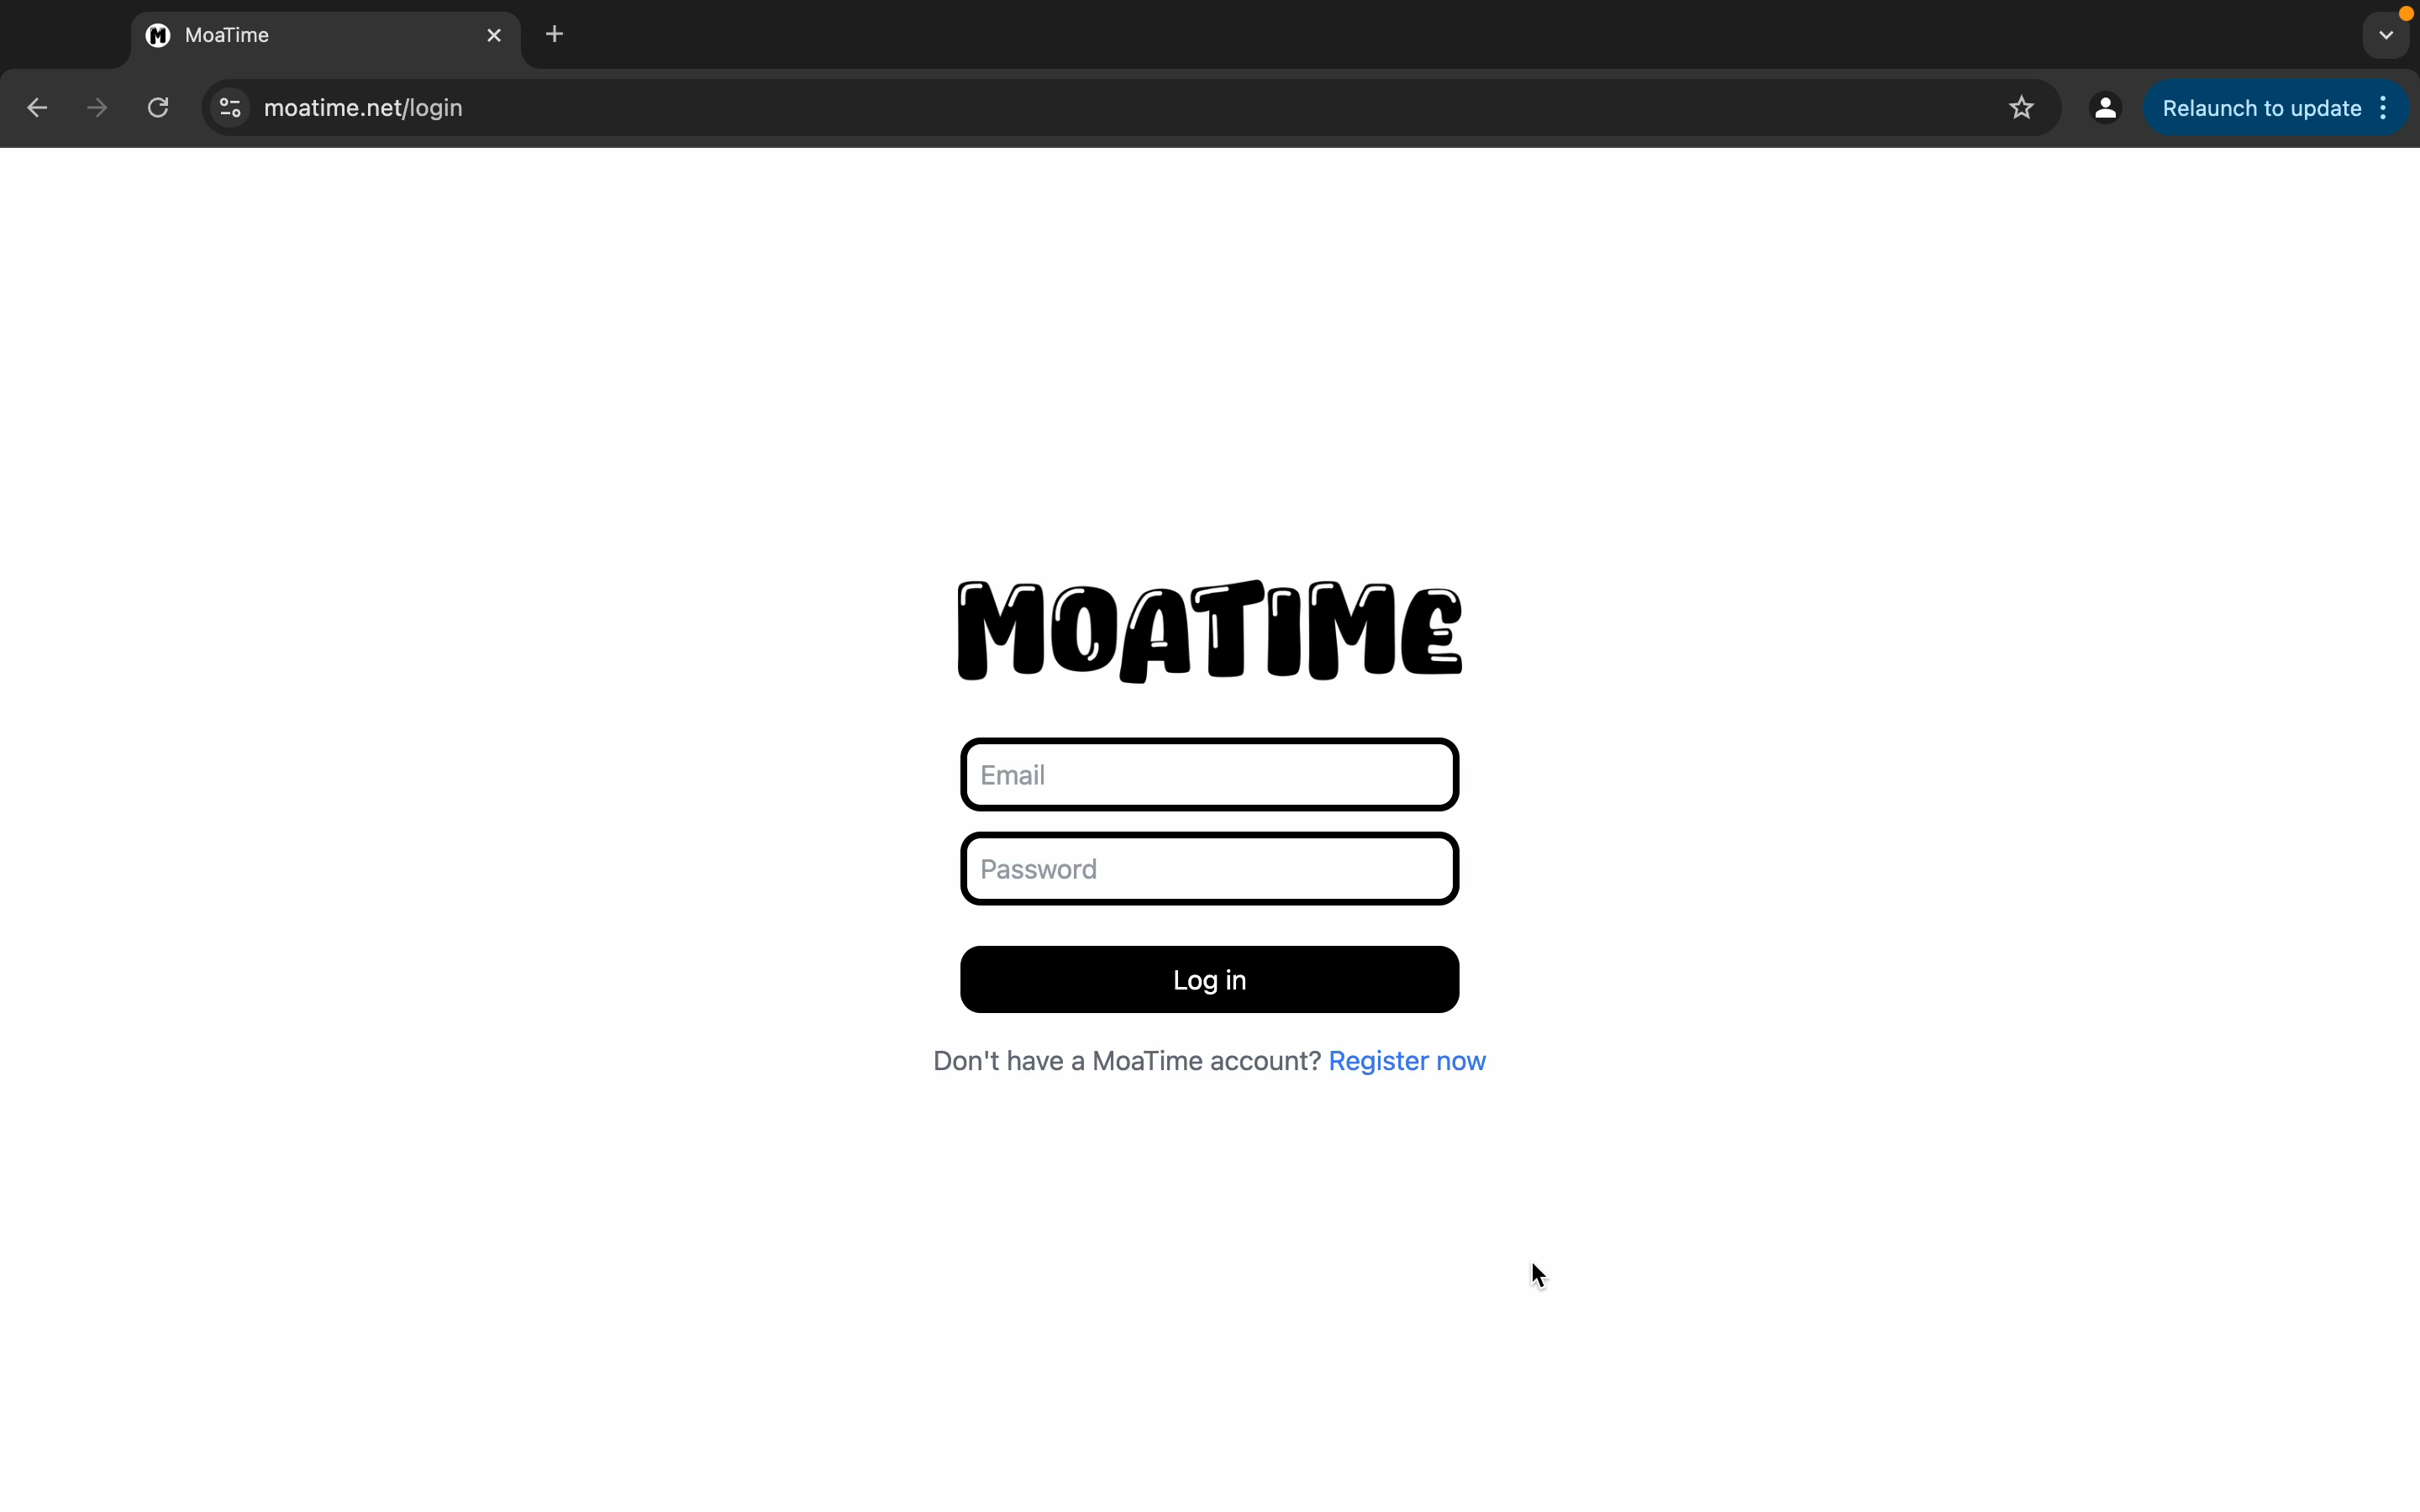 MoaTime
moatime.net/login
Relaunch to update
MOATIME
Email
Password
Log in
Don't have a MoaTime account? Register now